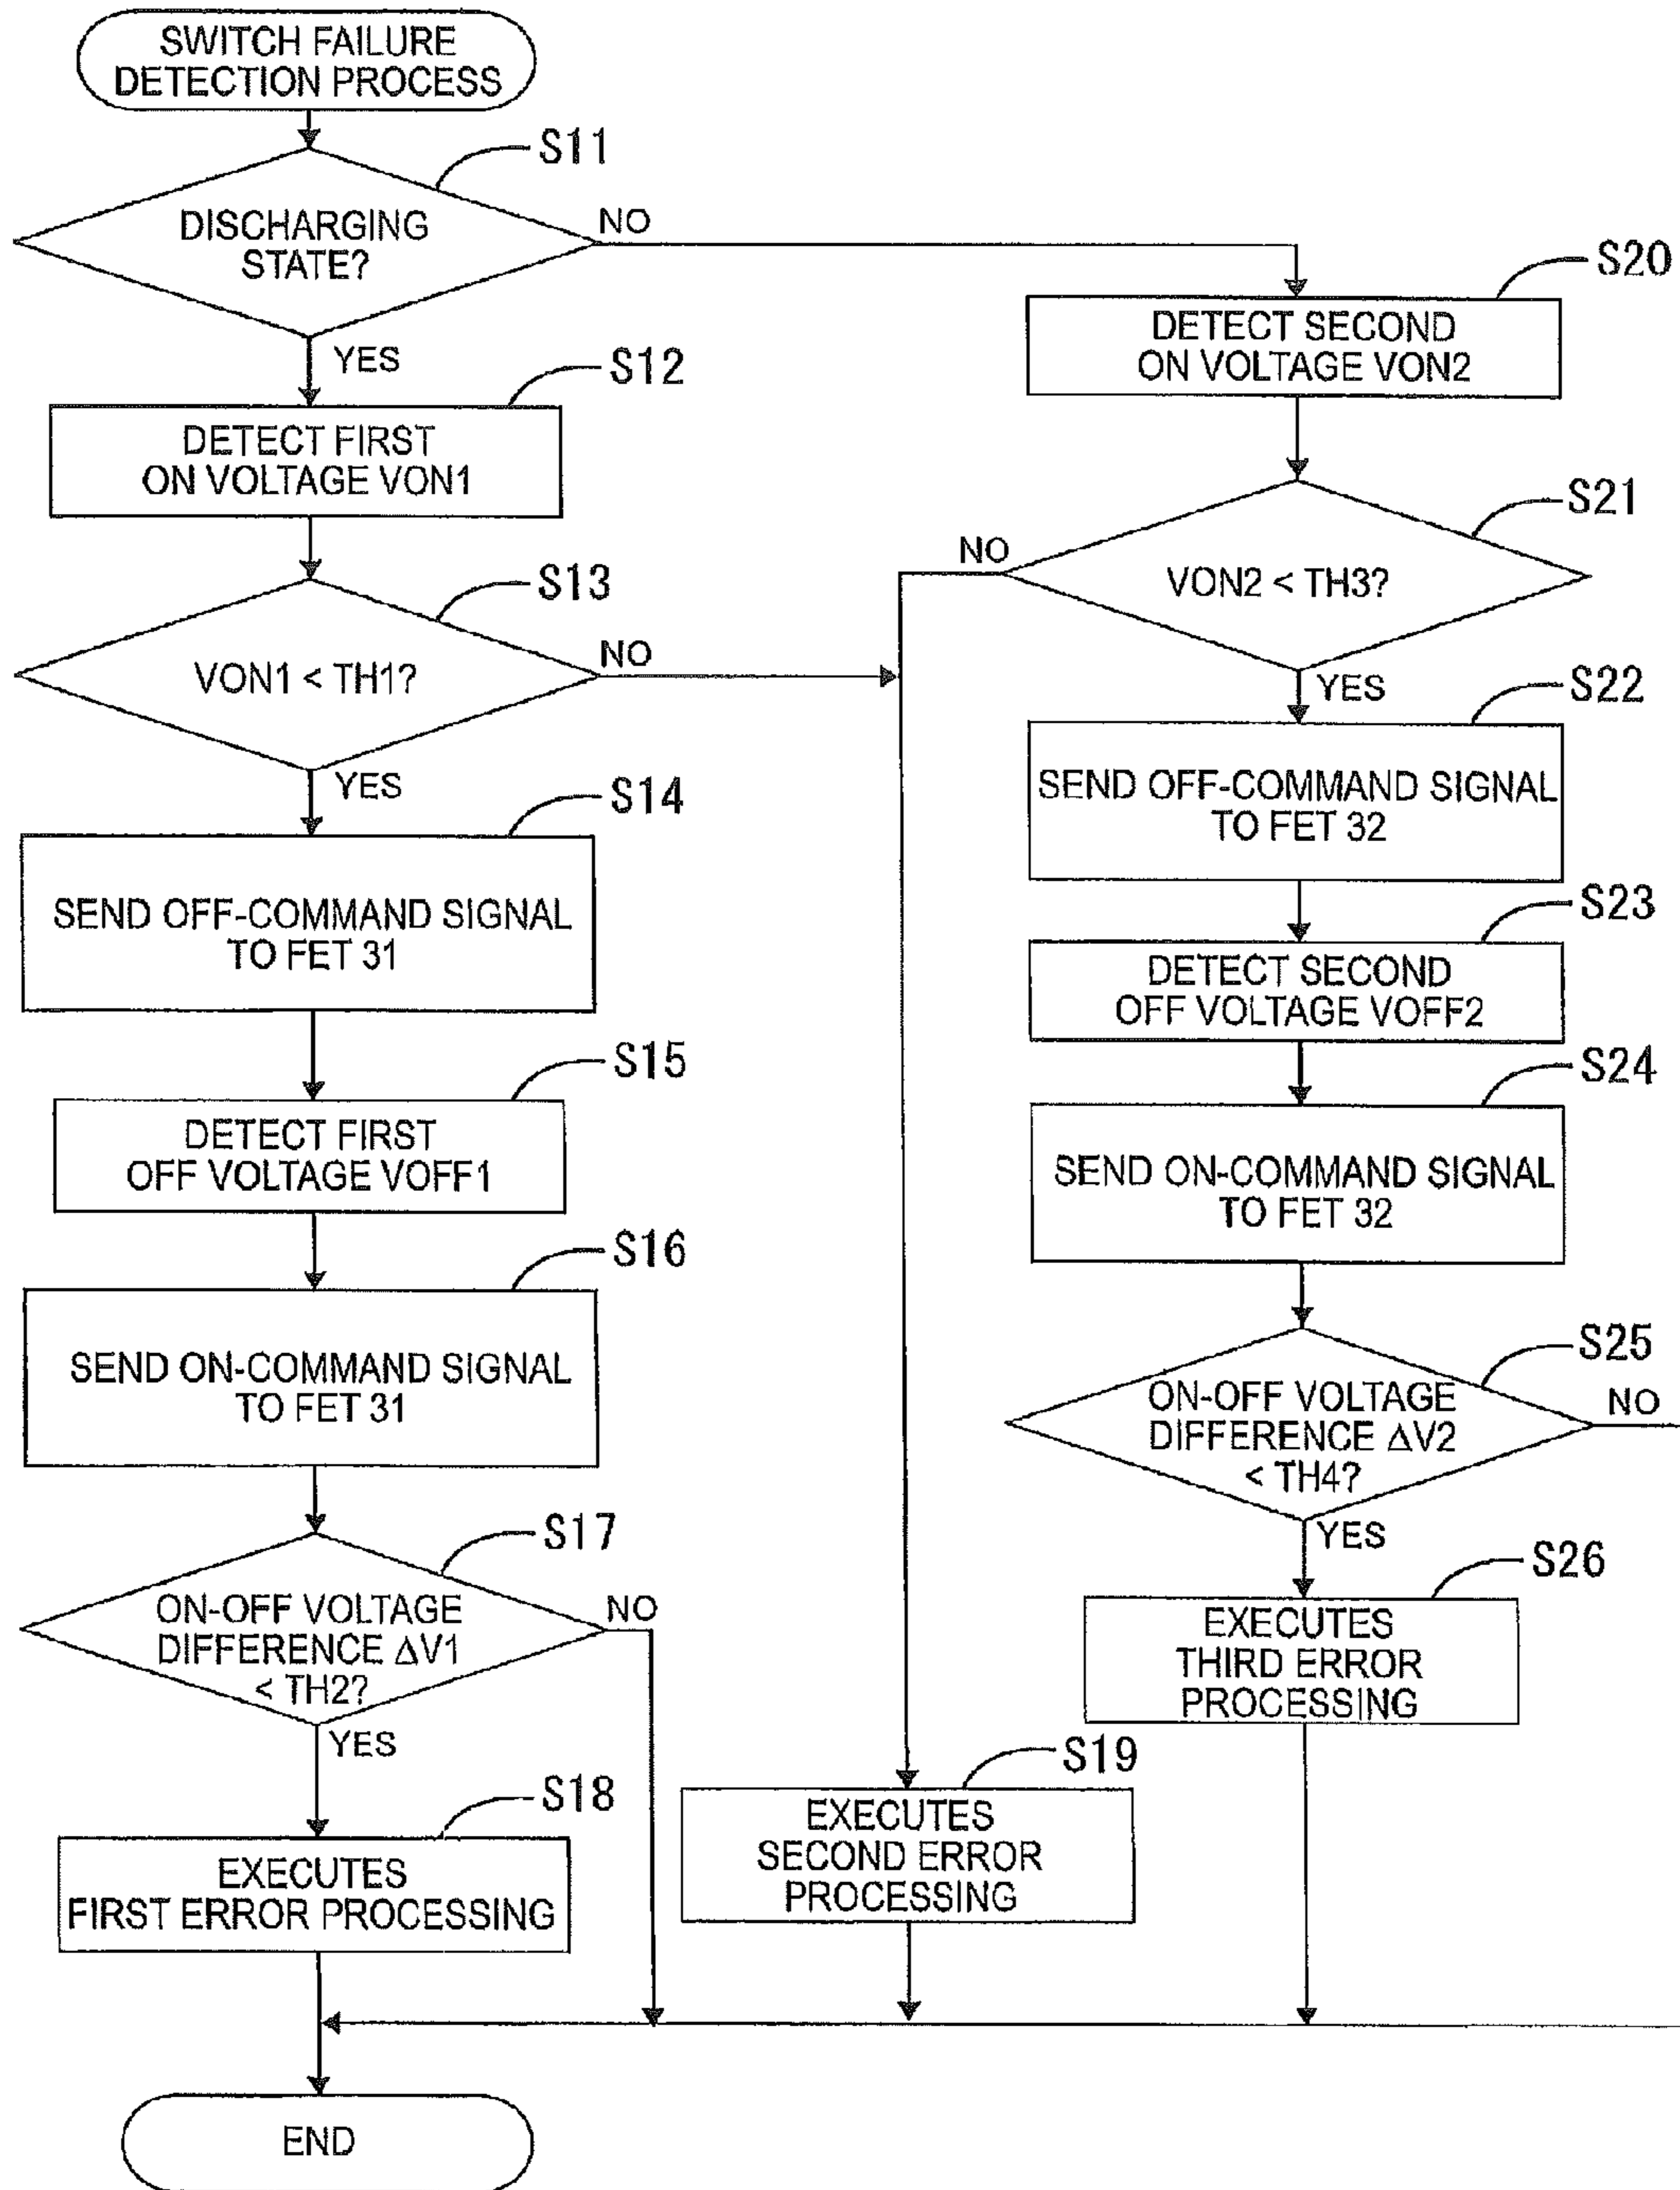 SWITCH FAILURE
DETECTION PROCESS
S11
DISCHARGING
STATE?
NO
YES
S12
DETECT FIRST
ON VOLTAGE VON1
S13
VON1 < TH1?
NO
YES
S14
SEND OFF-COMMAND SIGNAL
TO FET 31
S15
DETECT FIRST
OFF VOLTAGE VOFF1
S16
SEND ON-COMMAND SIGNAL
TO FET 31
S17
ON-OFF VOLTAGE
DIFFERENCE ΔV1
< TH2?
NO
YES
S18
EXECUTES
FIRST ERROR PROCESSING
S19
EXECUTES
SECOND ERROR
PROCESSING
S20
DETECT SECOND
ON VOLTAGE VON2
S21
NO
VON2 < TH3?
YES
S22
SEND OFF-COMMAND SIGNAL
TO FET 32
S23
DETECT SECOND
OFF VOLTAGE VOFF2
S24
SEND ON-COMMAND SIGNAL
TO FET 32
S25
ON-OFF VOLTAGE
DIFFERENCE ΔV2
< TH4?
NO
YES
S26
EXECUTES
THIRD ERROR
PROCESSING
END